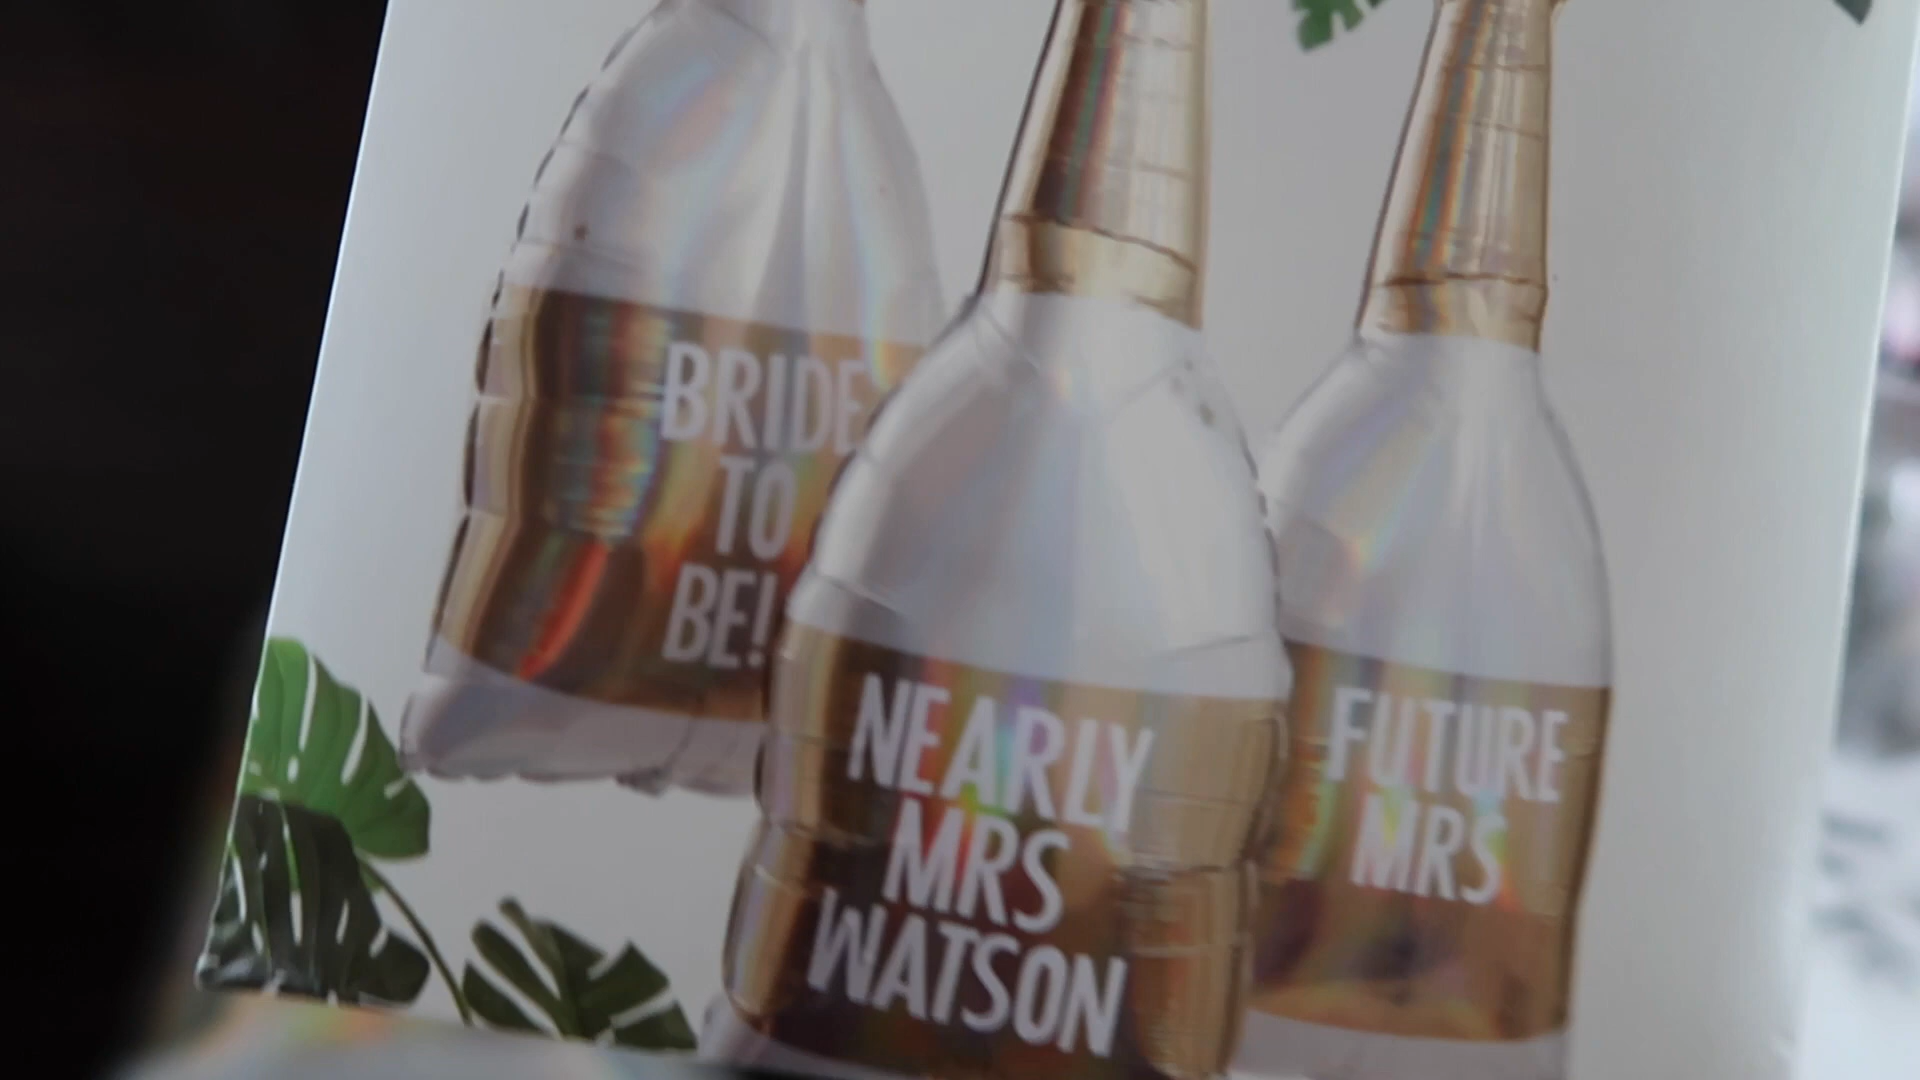 BRIDE
TO
BE!
NEARLY
MRS
WATSON
FUTURE
MRS